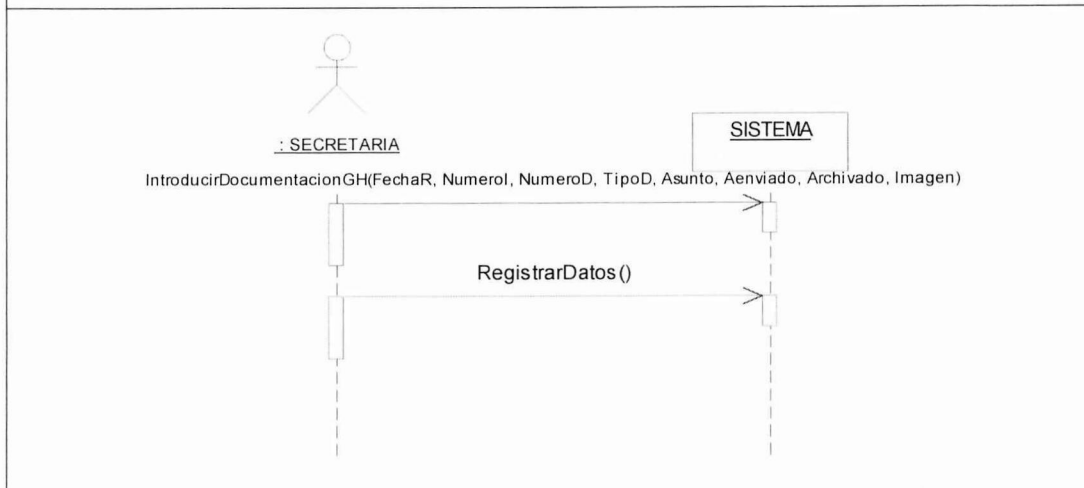 : SECRETARIA
SISTEMA
IntroducirDocumentacionGH(FechaR, NumeroI, NumeroD, TipoD, Asunto, Aenviado, Archivado, Imagen)
RegistrarDatos()